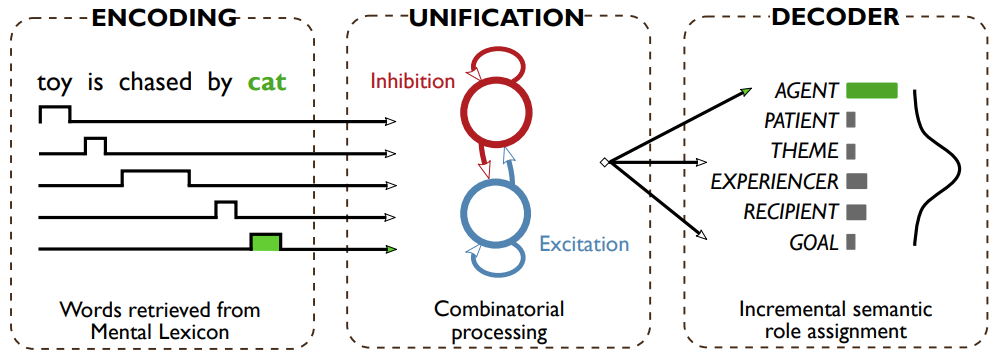 ENCODING
toy is chased by cat
Words retrieved from
Mental Lexicon
UNIFICATION
Inhibition
Excitation
Combinatorial
processing
DECODER
AGENT
PATIENT
THEME
EXPERIENCER
RECIPIENT
GOAL
Incremental semantic
role assignment